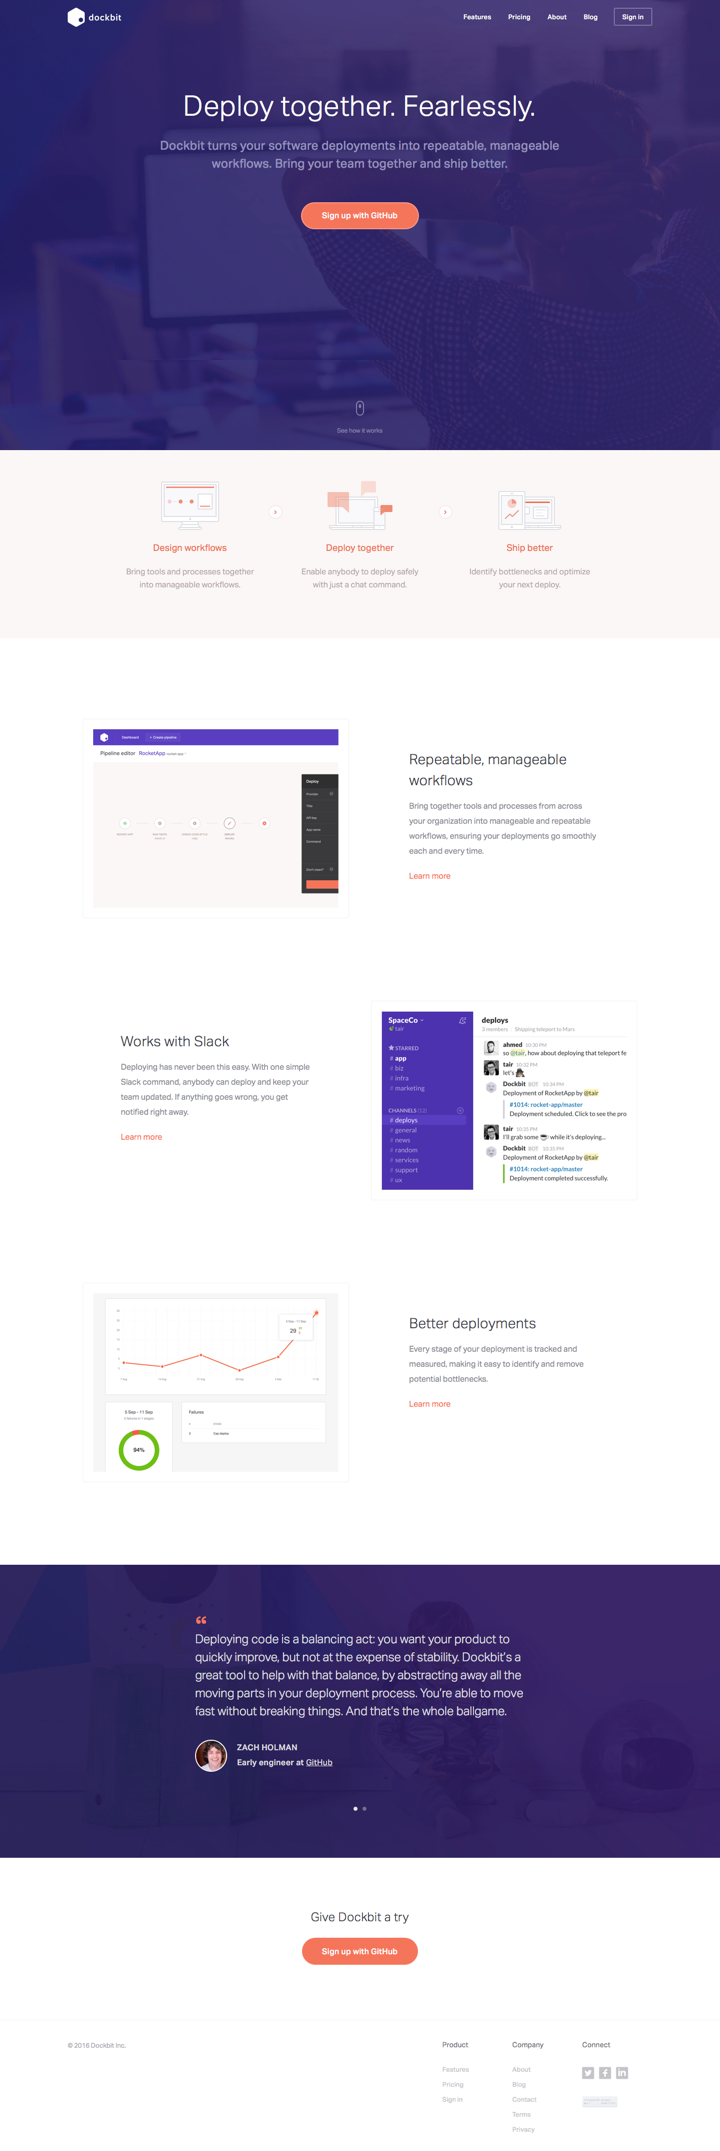 dockbit
Features Pricing About Blog Sign in
Deploy together. Fearlessly.
Dockbit turns your software deployments into repeatable, manageable
workflows. Bring your team together and ship better.
Sign up with GitHub
See how it works
Design workflows
Bring tools and processes together
into manageable workflows.
Deploy together
Enable anybody to deploy safely
with just a chat command.
Ship better
Identify bottlenecks and optimize
your next deploy.
Dashboard + Create pipeline
Pipeline editor RocketApp rocket-app
Deploy
Preview
Title
API key
App name
Command
Repeatable, manageable
workflows
Bring together tools and processes from across
your organization into manageable and repeatable
workflows, ensuring your deployments go smoothly
each and every time.
Learn more
Works with Slack
Deploying has never been this easy. With one simple
Slack command, anybody can deploy and keep your
team updated. If anything goes wrong, you get
notified right away.
Learn more
SpaceCo
tair
STARRED
# app
# biz
# infra
# marketing
CHANNELS (12)
# deploys
# general
# news
# random
# services
# support
# ux
deploys
3 members | Shipping teleport to Mars
ahmed 10:30 PM
so @tair, how about deploying that teleport fe
tair 10:32 PM
let's
Dockbit BOT 10:34 PM
Deployment of RocketApp by @tair
#1014: rocket-app/master
Deployment scheduled. Click to see the pro
tair 10:35 PM
I'll grab some while it's deploying...
Dockbit BOT 10:35 PM
Deployment of RocketApp by @tair
#1014: rocket-app/master
Deployment completed successfully.
5 Sep - 11 Sep
29
5 Sep - 11 Sep
94%
Failures
Better deployments
Every stage of your deployment is tracked and
measured, making it easy to identify and remove
potential bottlenecks.
Learn more
“
Deploying code is a balancing act: you want your product to
quickly improve, but not at the expense of stability. Dockbit's a
great tool to help with that balance, by abstracting away all the
moving parts in your deployment process. You're able to move
fast without breaking things. And that's the whole ballgame.
ZACH HOLMAN
Early engineer at GitHub
Give Dockbit a try
Sign up with GitHub
© 2016 Dockbit Inc.
Product
Features
Pricing
Sign in
Company
About
Blog
Contact
Terms
Privacy
Connect